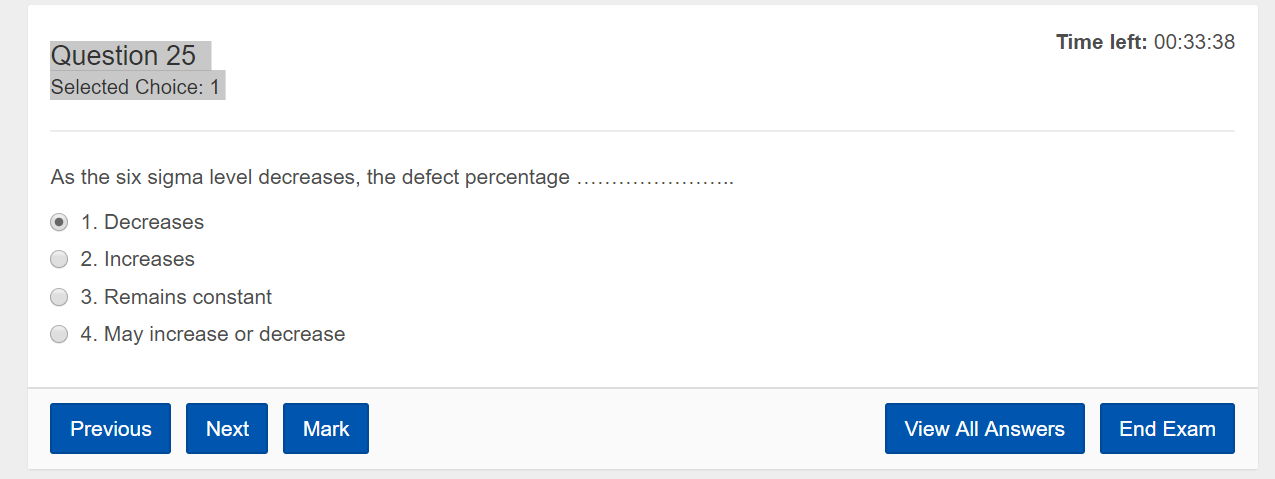 Question 25
Time left: 00:33:38
Selected Choice: 1
As the six sigma level decreases, the defect percentage …………………..
1. Decreases
2. Increases
3. Remains constant
4. May increase or decrease
Previous Next Mark View All Answers End Exam